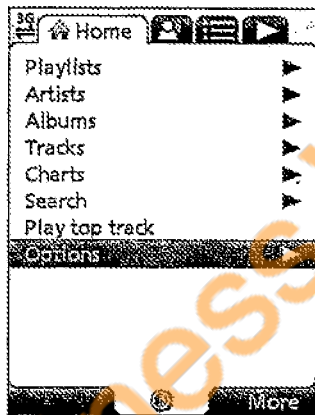 3G
Home
Playlists
Artists
Albums
Tracks
Charts
Search
Play top track
Options
More